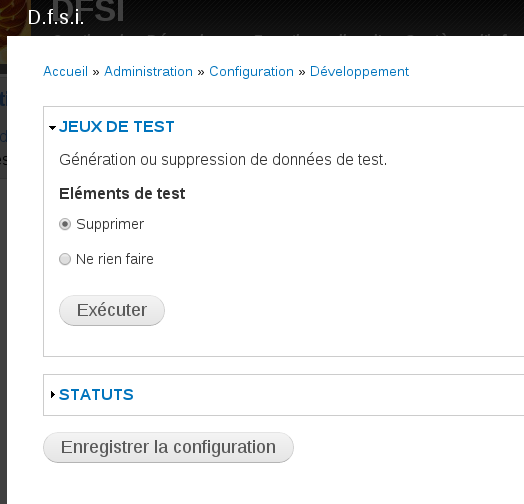 DFSI
D.f.s.i.
Accueil » Administration » Configuration » Développement
JEUX DE TEST
Génération ou suppression de données de test.
Eléments de test
Supprimer
Ne rien faire
Exécuter
STATUTS
Enregistrer la configuration